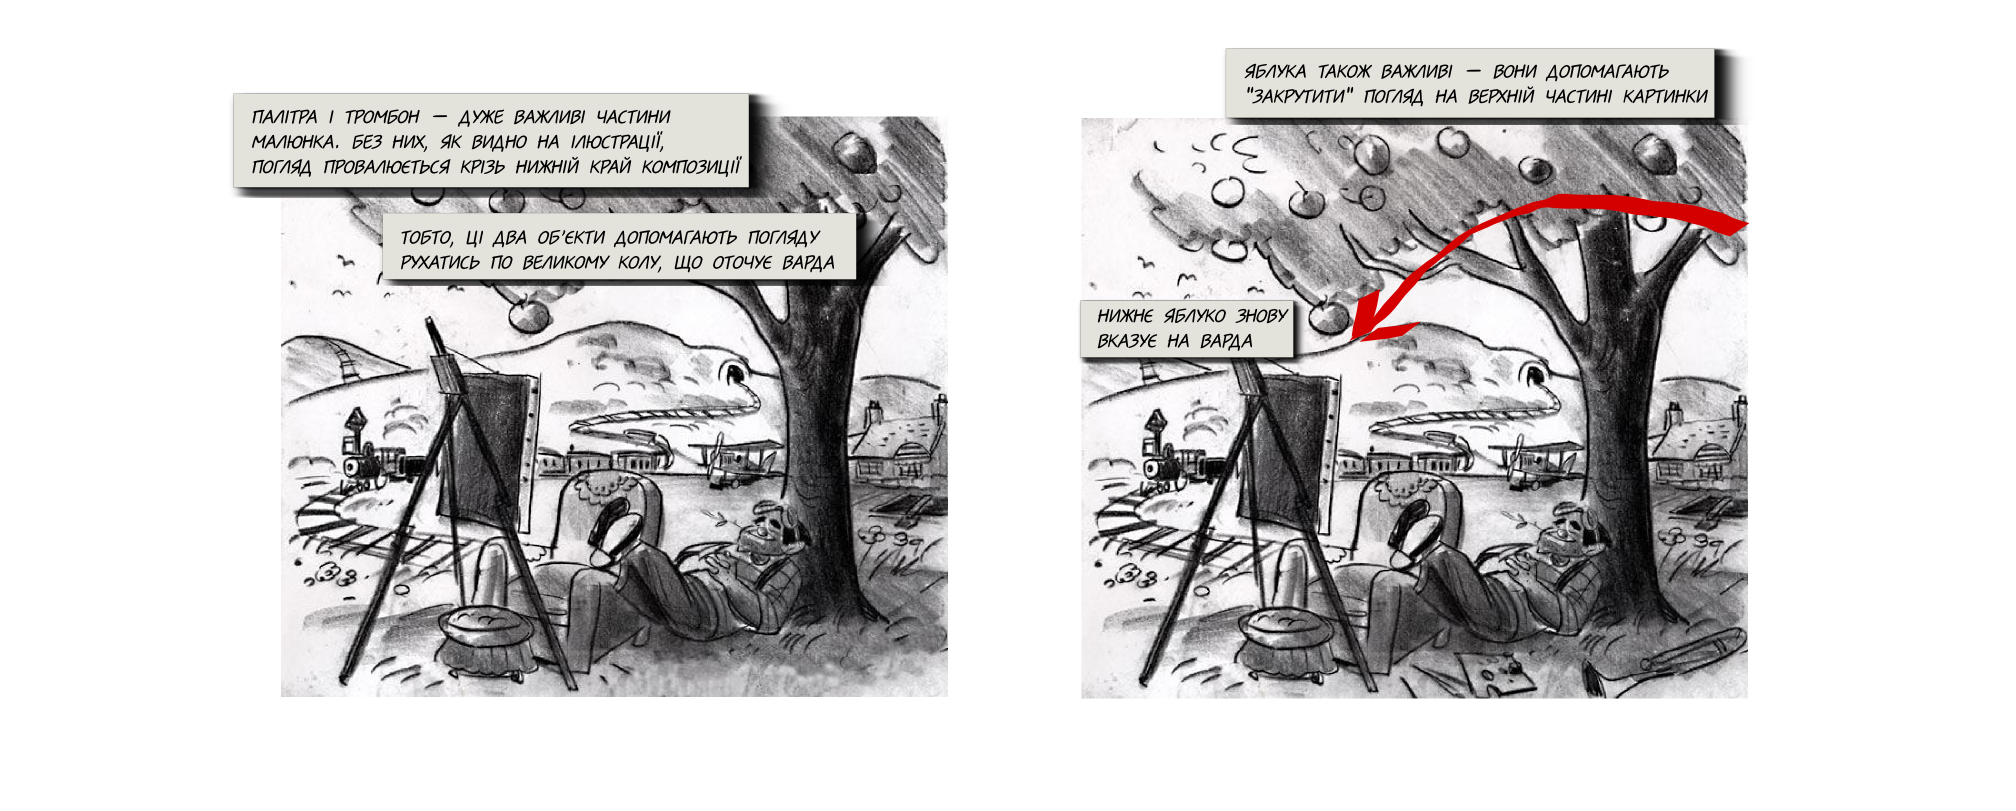 ПАЛІТРА І ТРОМБОН — ДУЖЕ ВАЖЛИВІ ЧАСТИНИ
МАЛЮНКА. БЕЗ НИХ, ЯК ВИДНО НА ІЛЮСТРАЦІЇ,
ПОГЛЯД ПРОВАЛЮЄТЬСЯ КРІЗЬ НИЖНІЙ КРАЙ КОМПОЗИЦІЇ
ТОБТО, ЦІ ДВА ОБ'ЄКТИ ДОПОМАГАЮТЬ ПОГЛЯДУ
РУХАТИСЬ ПО ВЕЛИКОМУ КОЛУ, ЩО ОТОЧУЄ ВАРДА
ЯБЛУКА ТАКОЖ ВАЖЛИВІ — ВОНИ ДОПОМАГАЮТЬ
"ЗАКРУТИТИ" ПОГЛЯД НА ВЕРХНІЙ ЧАСТИНІ КАРТИНКИ
НИЖНЄ ЯБЛУКО ЗНОВУ
ВКАЗУЄ НА ВАРДА